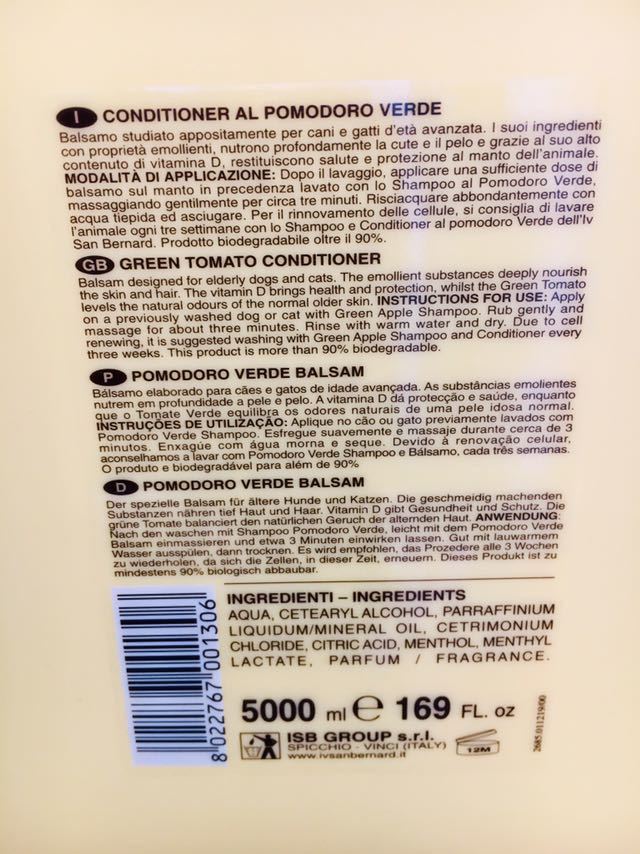 I CONDITIONER AL POMODORO VERDE
Balsamo studiato appositamente per cani e gatti d'età avanzata. I suoi ingredienti
con proprietà emollienti, nutrono profondamente la cute e il pelo e grazie al suo alto
contenuto di vitamina D, restituiscono salute e protezione al manto dell'animale.
MODALITÀ DI APPLICAZIONE: Dopo il lavaggio, applicare una sufficiente dose di
balsamo sul manto in precedenza lavato con lo Shampoo al Pomodoro Verde,
massaggiando gentilmente per circa tre minuti. Risciacquare abbondantemente con
acqua tiepida ed asciugare. Per il rinnovamento delle cellule, si consiglia di lavare
l'animale ogni tre settimane con lo Shampoo e Conditioner al pomodoro Verde dell'Iv
San Bernard. Prodotto biodegradabile oltre il 90%.
GB GREEN TOMATO CONDITIONER
Balsam designed for elderly dogs and cats. The emollient substances deeply nourish
the skin and hair. The vitamin D brings health and protection, whilst the Green Tomato
levels the natural odours of the normal older skin. INSTRUCTIONS FOR USE: Apply
on a previously washed dog or cat with Green Apple Shampoo. Rub gently and
massage for about three minutes. Rinse with warm water and dry. Due to cell
renewing, it is suggested washing with Green Apple Shampoo and Conditioner every
three weeks. This product is more than 90% biodegradable.
P POMODORO VERDE BALSAM
Bálsamo elaborado para cães e gatos de idade avançada. As substâncias emolientes
nutrem em profundidade a pele e pelo. A vitamina D dá protecção e saúde, enquanto
que o Tomate Verde equilibra os odores naturais de uma pele idosa normal.
INSTRUÇÕES DE UTILIZAÇÃO: Aplique no cão ou gato previamente lavados com
Pomodoro Verde Shampoo. Esfregue suavemente e massaje durante cerca de 3
minutos. Enxagúe com água morna e seque. Devido à renovação celular,
aconselhamos a lavar com Pomodoro Verde Shampoo e Bálsamo, cada três semanas.
O produto e biodegradável para além de 90%
D POMODORO VERDE BALSAM
Der spezielle Balsam für ältere Hunde und Katzen. Die geschmeidig machenden
Substanzen nähren tief Haut und Haar. Vitamin D gibt Gesundheit und Schutz. Die
grüne Tomate balanciert den natürlichen Geruch der alternden Haut. ANWENDUNG:
Nach den waschen mit Shampoo Pomodoro Verde, leicht mit dem Pomodoro Verde
Balsam einmassieren und etwa 3 Minuten einwirken lassen. Gut mit lauwarmem
Wasser ausspülen, dann trocknen. Es wird empfohlen, das Prozedere alle 3 Wochen
zu wiederholen, da sich die Zellen, in dieser Zeit, erneuern. Dieses Produkt ist zu
mindestens 90% biologisch abbaubar.
INGREDIENTI – INGREDIENTS
AQUA, CETEARYL ALCOHOL, PARRAFFINIUM
LIQUIDUM/MINERAL OIL, CETRIMONIUM
CHLORIDE, CITRIC ACID, MENTHOL, MENTHYL
LACTATE, PARFUM / FRAGRANCE.
8 022767 001306
5000 ml e 169 FL. oz
ISB GROUP s.r.l.
SPICCHIO - VINCI (ITALY)
www.ivsanbernard.it
12M
2685.011219/00